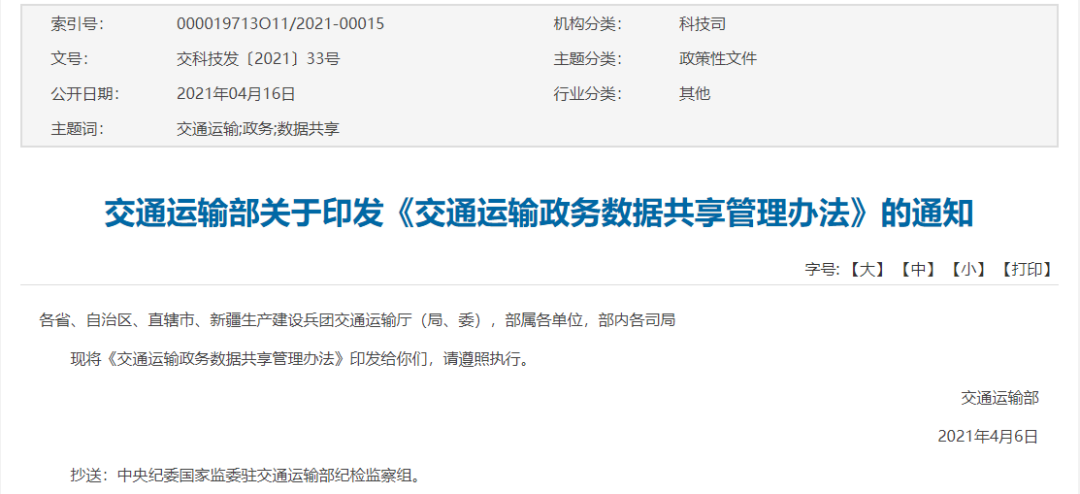 索引号： 000019713O11/2021-00015 机构分类： 科技司
文号： 交科技发〔2021〕33号 主题分类： 政策性文件
公开日期： 2021年04月16日 行业分类： 其他
主题词： 交通运输;政务;数据共享
交通运输部关于印发《交通运输政务数据共享管理办法》的通知
字号:【大】【中】【小】【打印】
各省、自治区、直辖市、新疆生产建设兵团交通运输厅（局、委），部属各单位，部内各司局
现将《交通运输政务数据共享管理办法》印发给你们，请遵照执行。
交通运输部
2021年4月6日
抄送：中央纪委国家监委驻交通运输部纪检监察组。